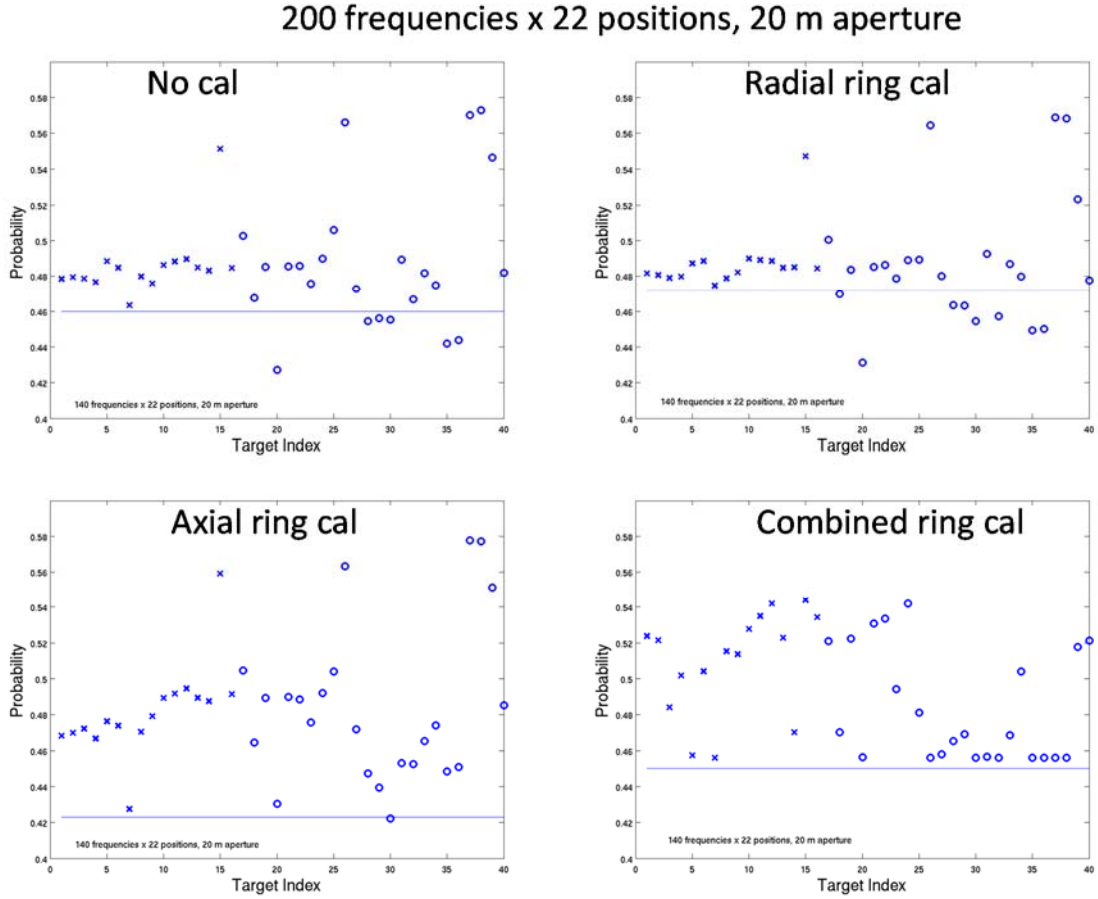 200 frequencies x 22 positions, 20 m aperture
No cal
0.58
0.56
0.54
0.52
0.5
0.48
0.46
0.44
0.42
0.4
Probability
140 frequencies x 22 positions, 20 m aperture
0 5 10 15 20 25 30 35 40
Target Index
Radial ring cal
0.58
0.56
0.54
0.52
0.5
0.48
0.46
0.44
0.42
0.4
Probability
140 frequencies x 22 positions, 20 m aperture
0 5 10 15 20 25 30 35 40
Target Index
Axial ring cal
0.58
0.56
0.54
0.52
0.5
0.48
0.46
0.44
0.42
0.4
Probability
140 frequencies x 22 positions, 20 m aperture
0 5 10 15 20 25 30 35 40
Target Index
Combined ring cal
0.58
0.56
0.54
0.52
0.5
0.48
0.46
0.44
0.42
0.4
Probability
140 frequencies x 22 positions, 20 m aperture
0 5 10 15 20 25 30 35 40
Target Index